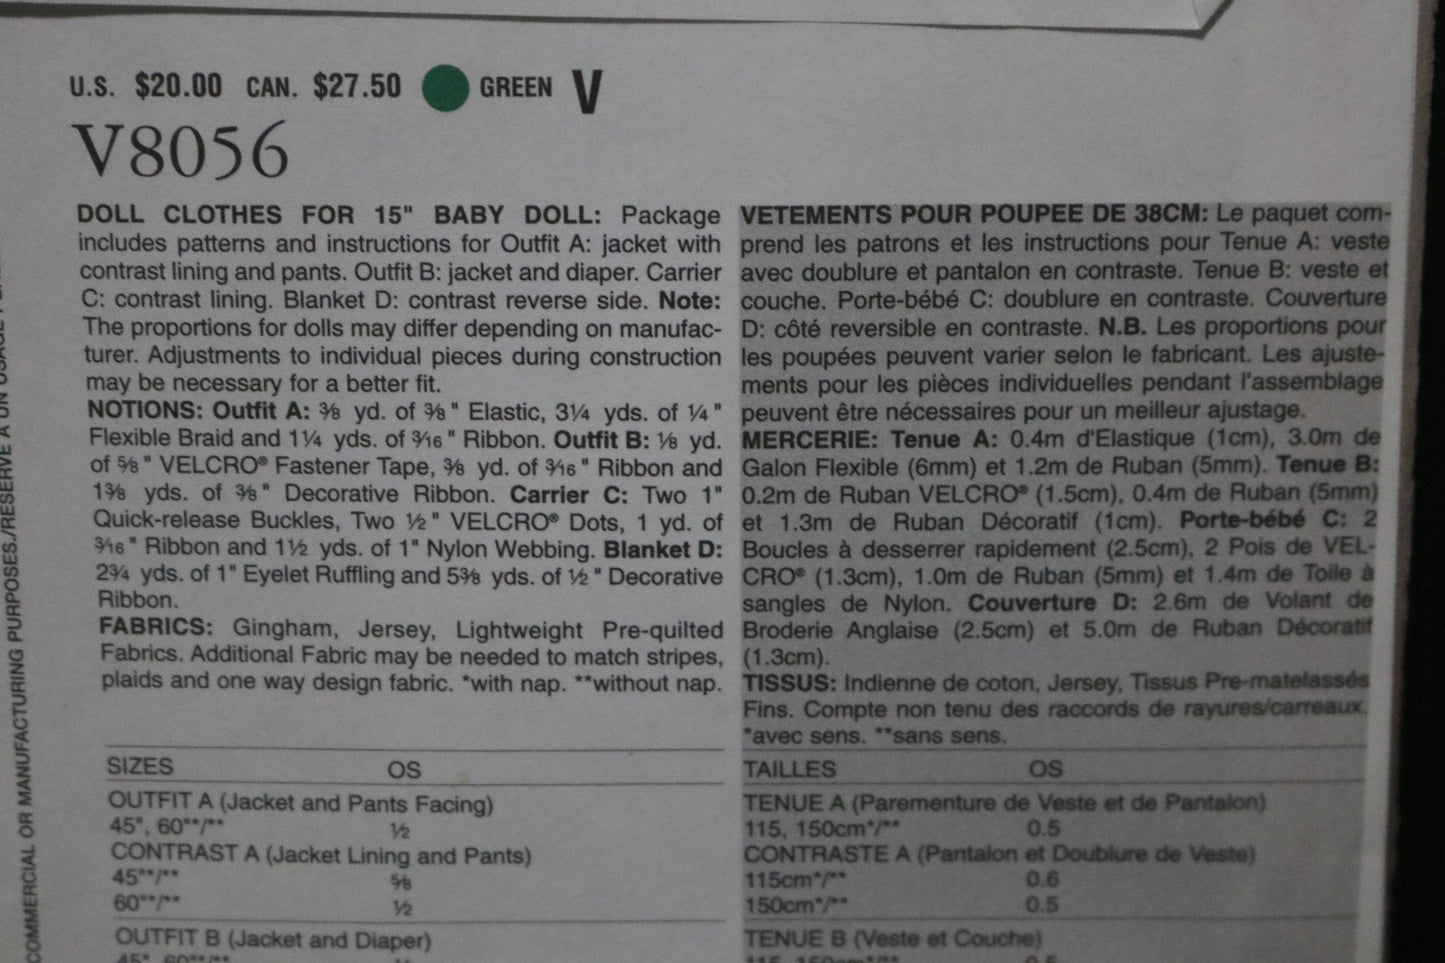 U.S. $20.00 CAN. $27.50 GREEN V
V8056
DOLL CLOTHES FOR 15" BABY DOLL: Package
includes patterns and instructions for Outfit A: jacket with
contrast lining and pants. Outfit B: jacket and diaper. Carrier
C: contrast lining. Blanket D: contrast reverse side. Note:
The proportions for dolls may differ depending on manufac-
turer. Adjustments to individual pieces during construction
may be necessary for a better fit.
NOTIONS: Outfit A: ⅜ yd. of ⅜" Elastic, 3¼ yds. of ¼"
Flexible Braid and 1¼ yds. of 3/16" Ribbon. Outfit B: ⅛ yd.
of ⅝" VELCRO® Fastener Tape, ⅜ yd. of 3/16" Ribbon and
1⅜ yds. of ⅜" Decorative Ribbon. Carrier C: Two 1"
Quick-release Buckles, Two ½" VELCRO® Dots, 1 yd. of
3/16" Ribbon and 1½ yds. of 1" Nylon Webbing. Blanket D:
2¾ yds. of 1" Eyelet Ruffling and 5⅜ yds. of ½" Decorative
Ribbon.
FABRICS: Gingham, Jersey, Lightweight Pre-quilted
Fabrics. Additional Fabric may be needed to match stripes,
plaids and one way design fabric. *with nap. **without nap.
SIZES OS
OUTFIT A (Jacket and Pants Facing)
45", 60"*/** ½
CONTRAST A (Jacket Lining and Pants)
45"*/** ⅝
60"*/** ½
OUTFIT B (Jacket and Diaper)
45", 60"*/**
VETEMENTS POUR POUPEE DE 38CM: Le paquet com-
prend les patrons et les instructions pour Tenue A: veste
avec doublure et pantalon en contraste. Tenue B: veste et
couche. Porte-bébé C: doublure en contraste. Couverture
D: côté reversible en contraste. N.B. Les proportions pour
les poupées peuvent varier selon le fabricant. Les ajuste-
ments pour les pièces individuelles pendant l'assemblage
peuvent être nécessaires pour un meilleur ajustage.
MERCERIE: Tenue A: 0.4m d'Elastique (1cm), 3.0m de
Galon Flexible (6mm) et 1.2m de Ruban (5mm). Tenue B:
0.2m de Ruban VELCRO® (1.5cm), 0.4m de Ruban (5mm)
et 1.3m de Ruban Décoratif (1cm). Porte-bébé C: 2
Boucles à desserrer rapidement (2.5cm), 2 Pois de VEL-
CRO® (1.3cm), 1.0m de Ruban (5mm) et 1.4m de Toile à
sangles de Nylon. Couverture D: 2.6m de Volant de
Broderie Anglaise (2.5cm) et 5.0m de Ruban Décoratif
(1.3cm).
TISSUS: Indienne de coton, Jersey, Tissus Pre-matelassés
Fins. Compte non tenu des raccords de rayures/carreaux.
*avec sens. **sans sens.
TAILLES OS
TENUE A (Parementure de Veste et de Pantalon)
115, 150cm*/** 0.5
CONTRASTE A (Pantalon et Doublure de Veste)
115cm*/** 0.6
150cm*/** 0.5
TENUE B (Veste et Couche)
115, 150cm*/** 0.5
COMMERCIAL OR MANUFACTURING PURPOSES./RESERVE A UN USAGE